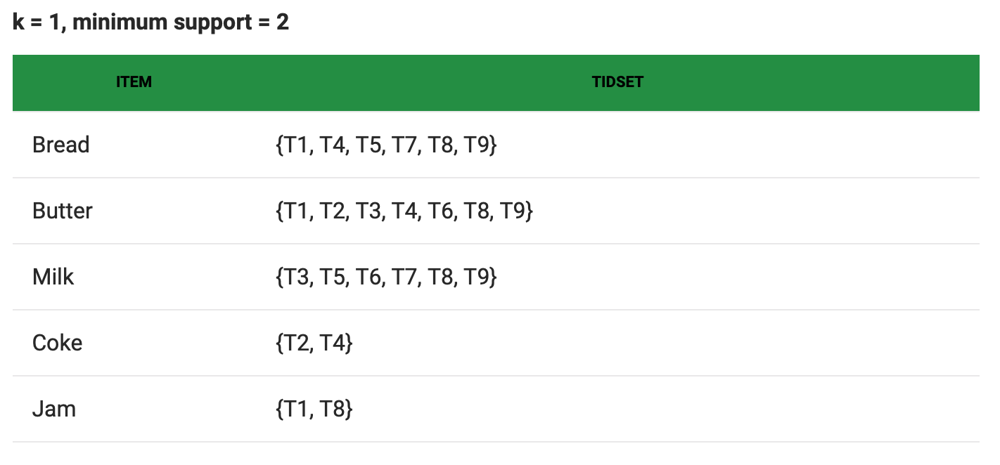 k = 1, minimum support = 2
ITEM TIDSET
Bread {T1, T4, T5, T7, T8, T9}
Butter {T1, T2, T3, T4, T6, T8, T9}
Milk {T3, T5, T6, T7, T8, T9}
Coke {T2, T4}
Jam {T1, T8}